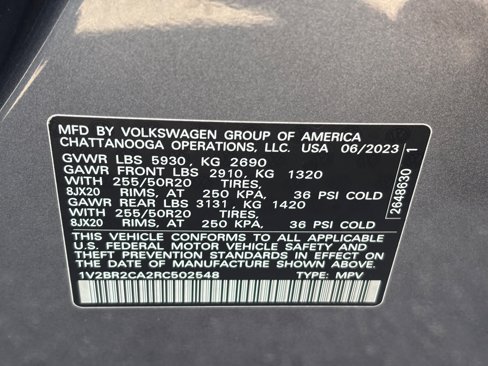 MFD BY VOLKSWAGEN GROUP OF AMERICA
CHATTANOOGA OPERATIONS, LLC. USA 06/2023
GVWR LBS 5930, KG 2690
GAWR FRONT LBS 2910, KG 1320
WITH 255/50R20 TIRES,
8JX20 RIMS, AT 250 KPA, 36 PSI COLD
GAWR REAR LBS 3131, KG 1420
WITH 255/50R20 TIRES,
8JX20 RIMS, AT 250 KPA, 36 PSI COLD
THIS VEHICLE CONFORMS TO ALL APPLICABLE
U.S. FEDERAL MOTOR VEHICLE SAFETY AND
THEFT PREVENTION STANDARDS IN EFFECT ON
THE DATE OF MANUFACTURE SHOWN ABOVE.
1V2BR2CA2RC502548 TYPE: MPV
2648630 1